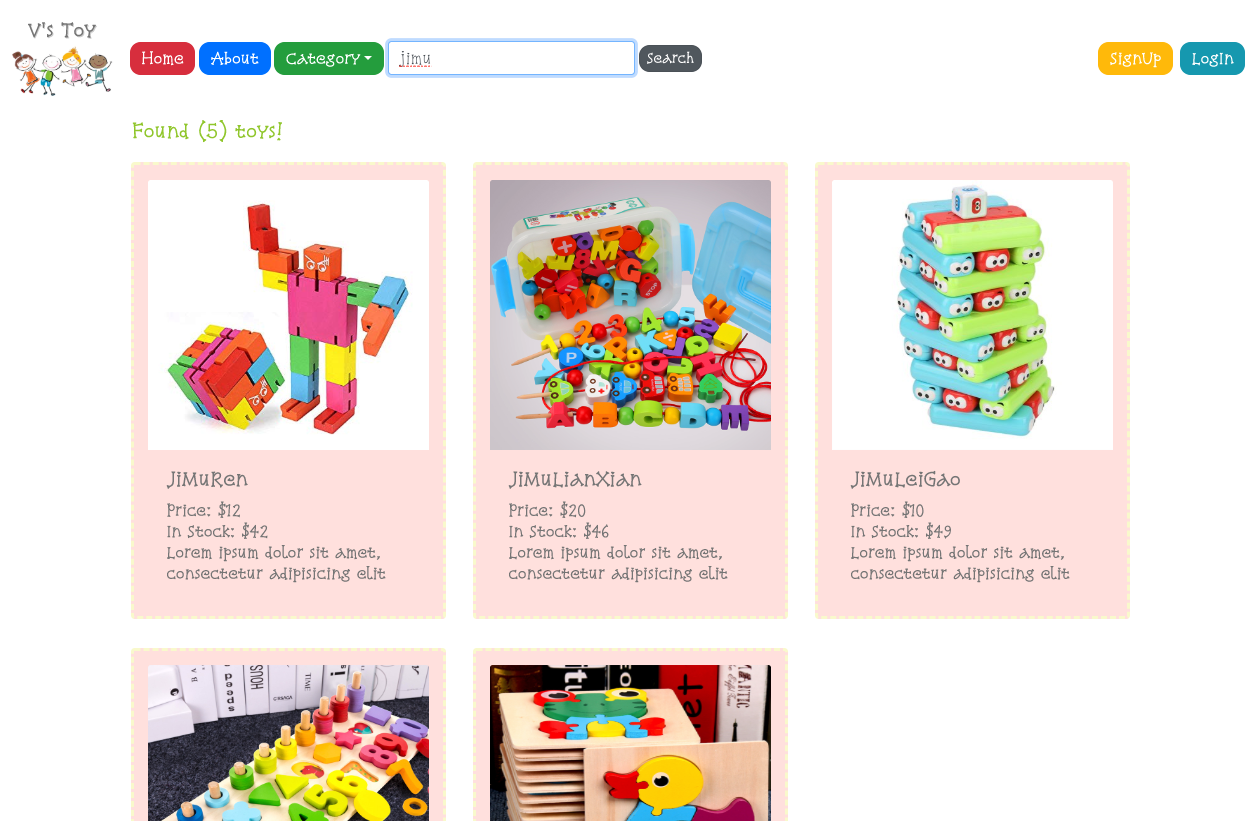 V's Toy
Home About Category jimu Search SignUp LogIn
Found (5) toys!
JiMuRen
Price: $12
In Stock: $42
Lorem ipsum dolor sit amet,
consectetur adipisicing elit
JiMuLianXian
Price: $20
In Stock: $46
Lorem ipsum dolor sit amet,
consectetur adipisicing elit
JiMuLeiGao
Price: $10
In Stock: $49
Lorem ipsum dolor sit amet,
consectetur adipisicing elit